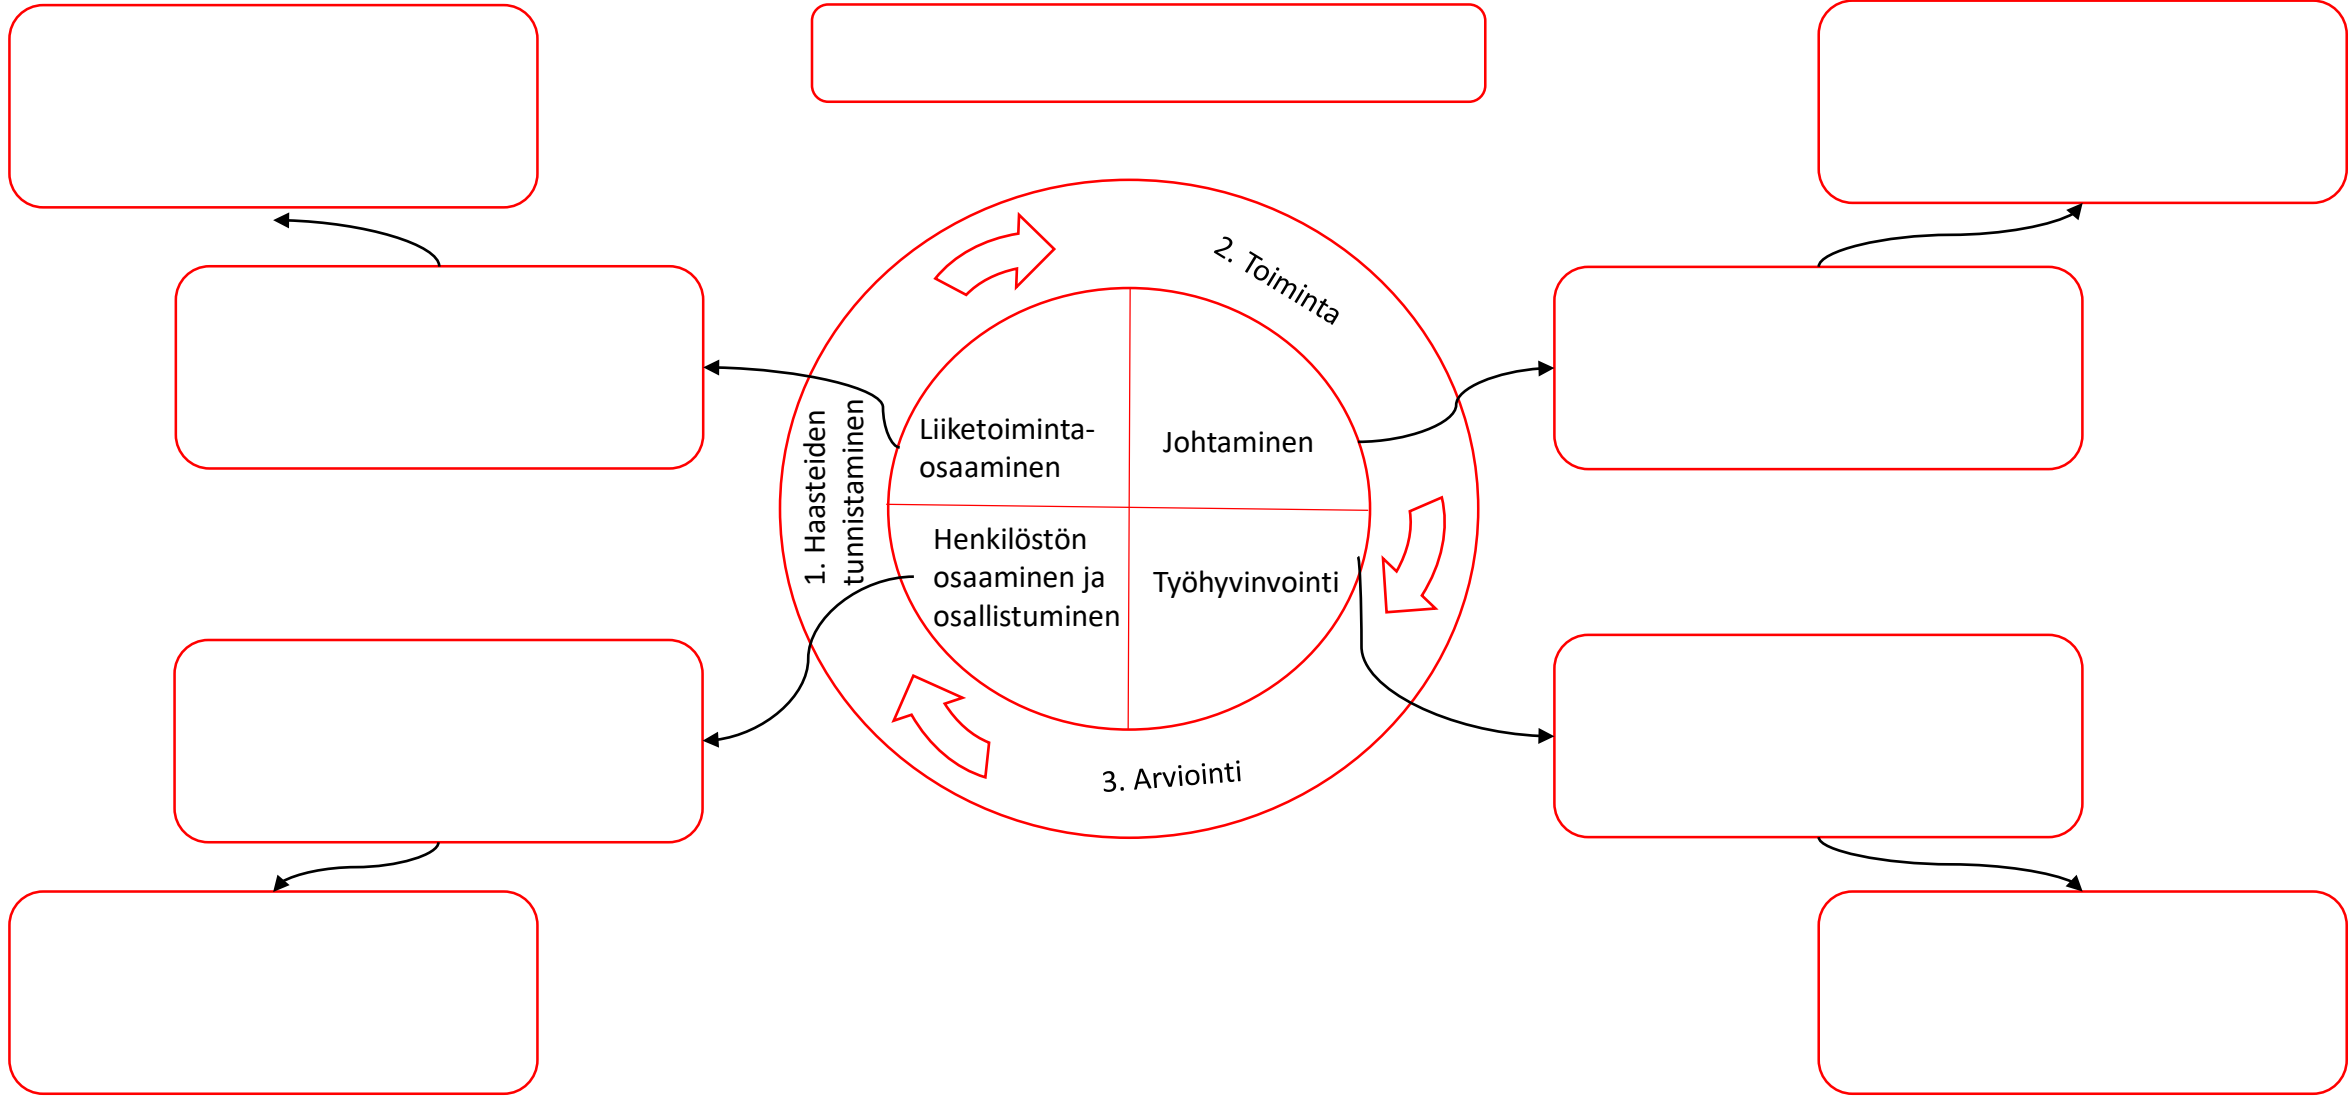 2. Toiminta
1. Haasteiden
tunnistaminen
Liiketoiminta-
osaaminen
Johtaminen
Henkilöstön
osaaminen ja
osallistuminen
Työhyvinvointi
3. Arviointi